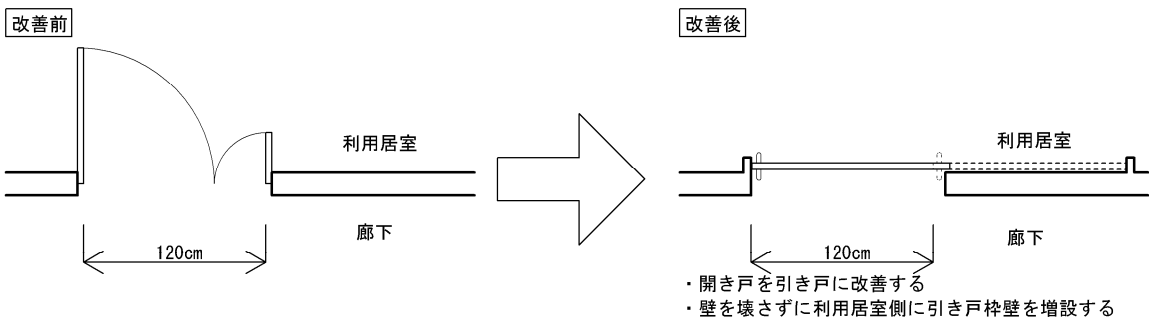 改善前
利用居室
廊下
120cm
改善後
利用居室
廊下
120cm
・開き戸を引き戸に改善する
・壁を壊さずに利用居室側に引き戸枠壁を増設する